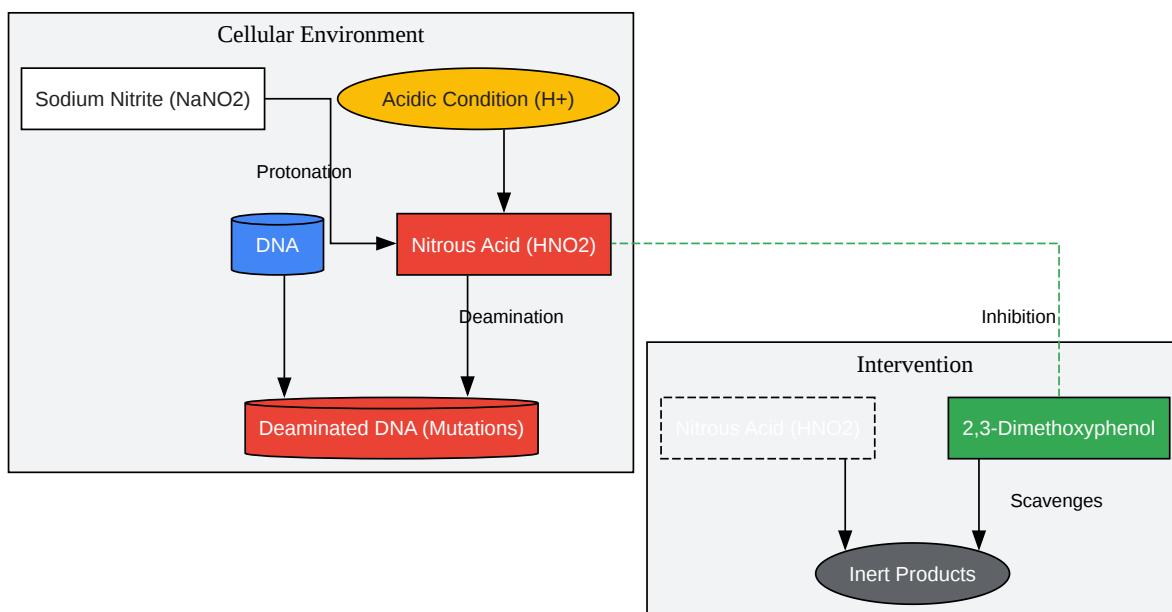 Cellular Environment
Sodium Nitrite (NaNO2)
Acidic Condition (H+)
Protonation
DNA
Nitrous Acid (HNO2)
Deamination
Inhibition
Deaminated DNA (Mutations)
Intervention
Nitrous Acid (HNO2)
2,3-Dimethoxyphenol
Scavenges
Inert Products